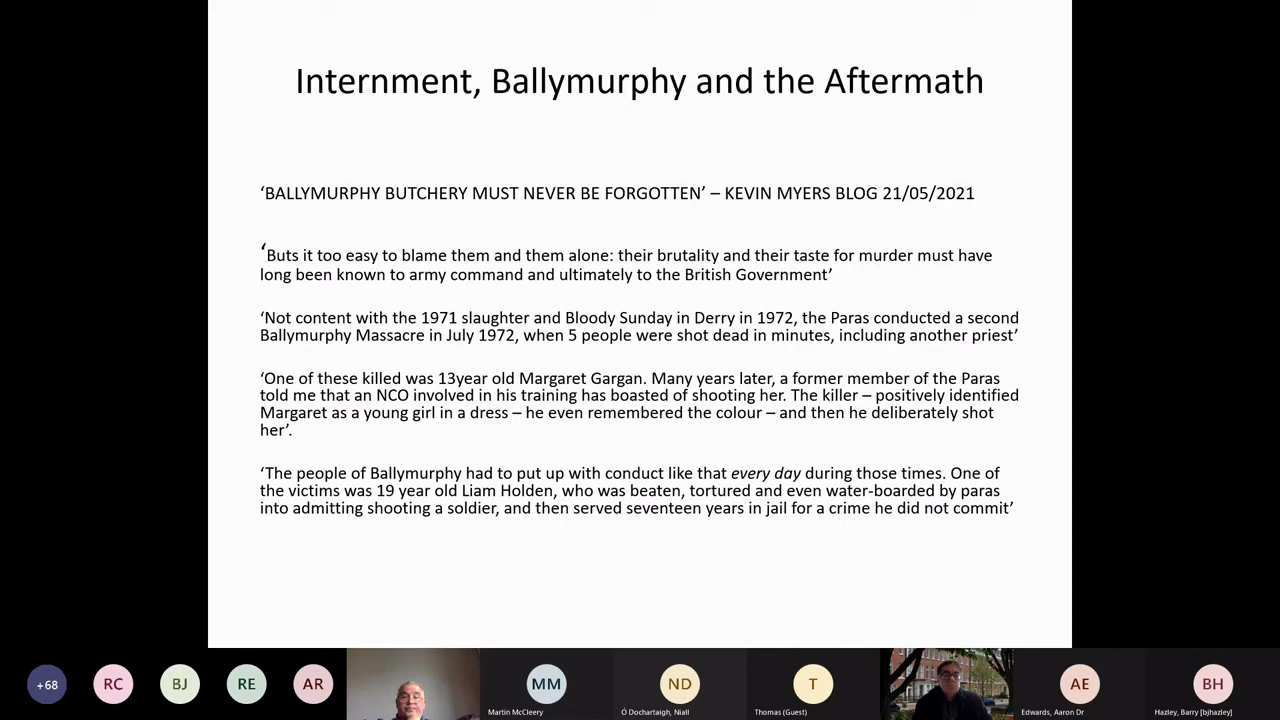 Internment, Ballymurphy and the Aftermath
‘BALLYMURPHY BUTCHERY MUST NEVER BE FORGOTTEN’ – KEVIN MYERS BLOG 21/05/2021
‘Buts it too easy to blame them and them alone: their brutality and their taste for murder must have
long been known to army command and ultimately to the British Government’
‘Not content with the 1971 slaughter and Bloody Sunday in Derry in 1972, the Paras conducted a second
Ballymurphy Massacre in July 1972, when 5 people were shot dead in minutes, including another priest’
‘One of these killed was 13year old Margaret Gargan. Many years later, a former member of the Paras
told me that an NCO involved in his training has boasted of shooting her. The killer – positively identified
Margaret as a young girl in a dress – he even remembered the colour – and then he deliberately shot
her’.
‘The people of Ballymurphy had to put up with conduct like that every day during those times. One of
the victims was 19 year old Liam Holden, who was beaten, tortured and even water-boarded by paras
into admitting shooting a soldier, and then served seventeen years in jail for a crime he did not commit’
+68 RC BJ RE AR MM ND T AE BH
Martin McCleery Ó Dochartaigh, Niall Thomas (Guest) Edwards, Aaron Dr Hazley, Barry [bjhazley]